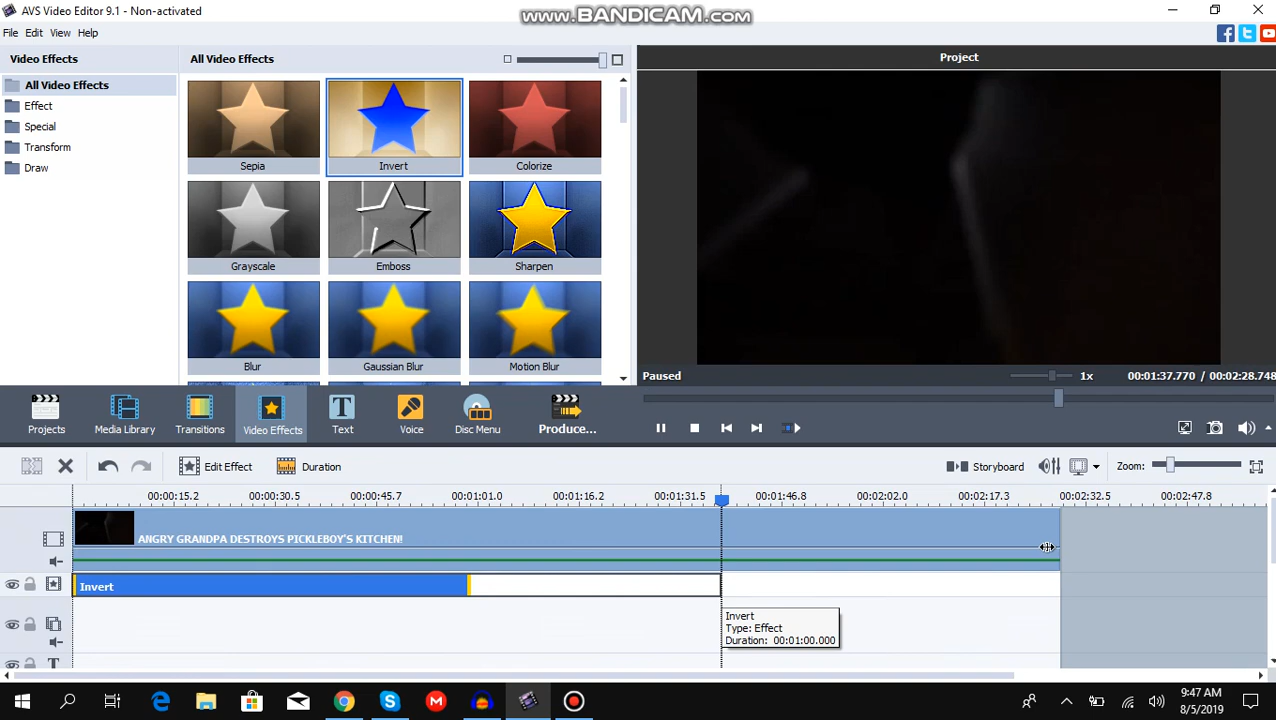 AVS Video Editor 9.1 - Non-activated
www.BANDICAM.com
File Edit View Help
Video Effects
All Video Effects
Project
All Video Effects
Effect
Special
Transform
Draw
Sepia
Invert
Colorize
Grayscale
Emboss
Sharpen
Blur
Gaussian Blur
Motion Blur
Paused
1x
00:01:37.770 / 00:02:28.748
Projects
Media Library
Transitions
Video Effects
Text
Voice
Disc Menu
Produce...
Edit Effect
Duration
Storyboard
Zoom:
00:00:15.2 00:00:30.5 00:00:45.7 00:01:01.0 00:01:16.2 00:01:31.5 00:01:46.8 00:02:02.0 00:02:17.3 00:02:32.5 00:02:47.8
ANGRY GRANDPA DESTROYS PICKLEBOY'S KITCHEN!
Invert
Invert
Type: Effect
Duration: 00:01:00.000
T
9:47 AM
8/5/2019